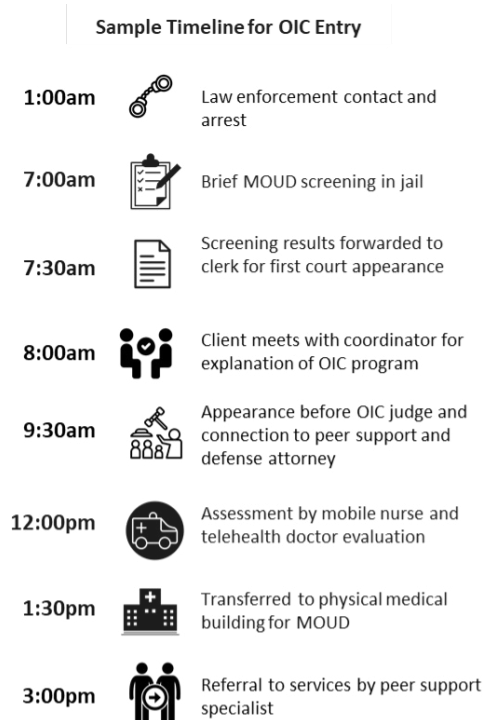 Sample Timeline for OIC Entry
1:00am
Law enforcement contact and
arrest
7:00am
Brief MOUD screening in jail
7:30am
Screening results forwarded to
clerk for first court appearance
8:00am
Client meets with coordinator for
explanation of OIC program
9:30am
Appearance before OIC judge and
connection to peer support and
defense attorney
12:00pm
Assessment by mobile nurse and
telehealth doctor evaluation
1:30pm
Transferred to physical medical
building for MOUD
3:00pm
Referral to services by peer support
specialist